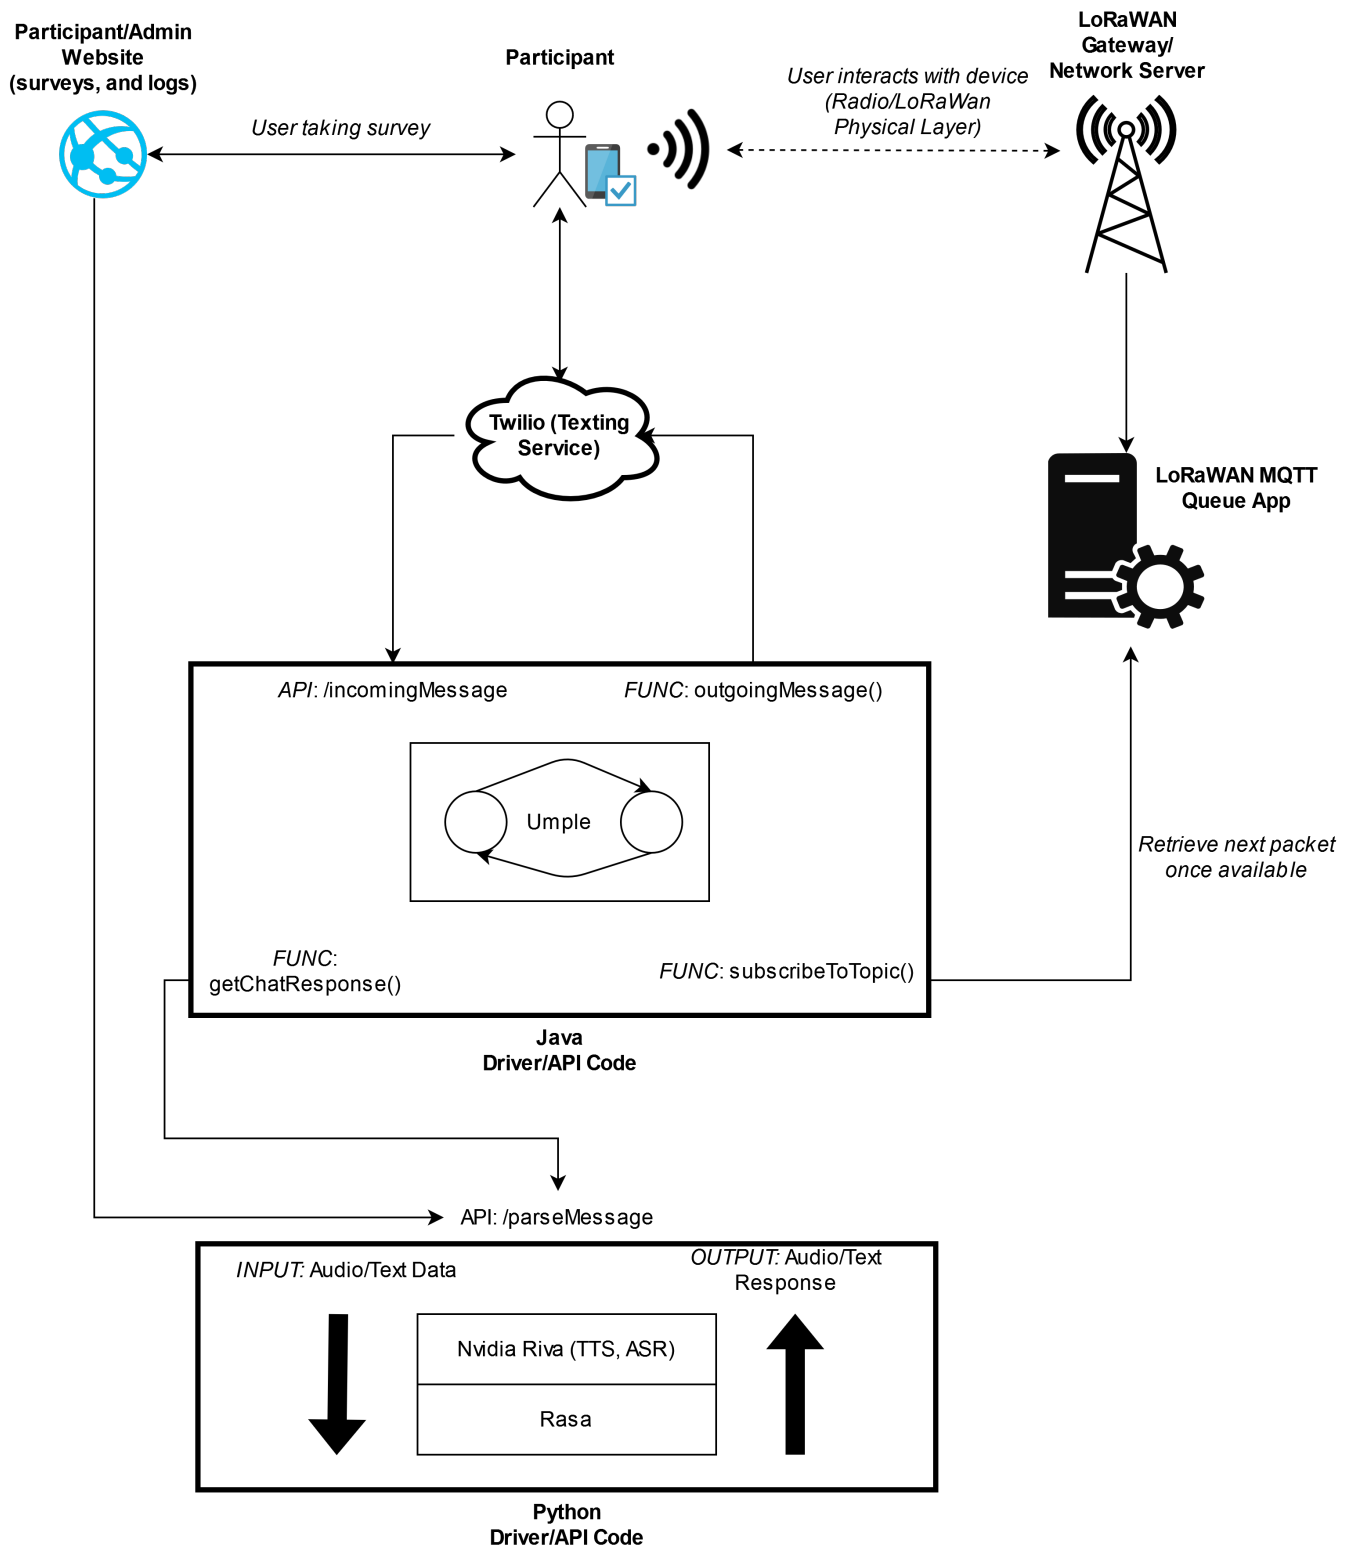 Participant/Admin
Website
(surveys, and logs)
User taking survey
Participant
User interacts with device
(Radio/LoRaWan
Physical Layer)
LoRaWAN
Gateway/
Network Server
Twilio (Texting
Service)
LoRaWAN MQTT
Queue App
API: /incomingMessage
FUNC: outgoingMessage()
Umple
Retrieve next packet
once available
FUNC:
getChatResponse()
FUNC: subscribeToTopic()
Java
Driver/API Code
API: /parseMessage
INPUT: Audio/Text Data
OUTPUT: Audio/Text
Response
Nvidia Riva (TTS, ASR)
Rasa
Python
Driver/API Code